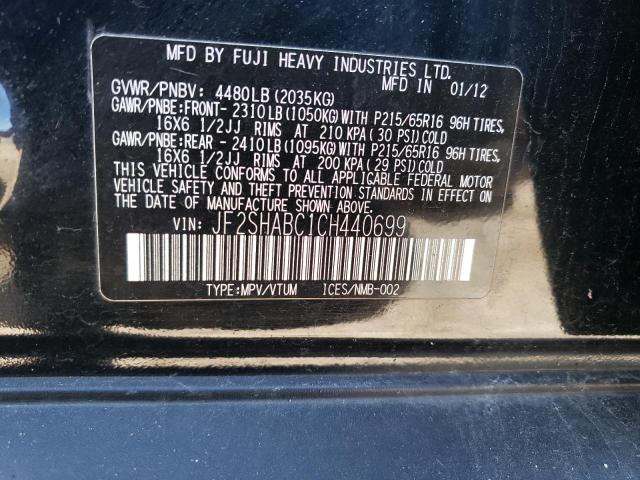 MFD BY FUJI HEAVY INDUSTRIES LTD.
GVWR/PNBV: 4480LB(2035KG) MFD IN 01/12
GAWR/PNBE:FRONT- 2310LB(1050KG)WITH P215/65R16 96H TIRES,
16X6 1/2JJ RIMS AT 210 KPA(30 PSI)COLD
GAWR/PNBE:REAR - 2410LB(1095KG)WITH P215/65R16 96H TIRES,
16X6 1/2JJ RIMS AT 200 KPA(29 PSI)COLD
THIS VEHICLE CONFORMS TO ALL APPLICABLE FEDERAL MOTOR
VEHICLE SAFETY AND THEFT PREVENTION STANDARDS IN EFFECT ON
THE DATE OF MANUFACTURE SHOWN ABOVE.
VIN: JF2SHABC1CH440699
TYPE:MPV/VTUM ICES/NMB-002